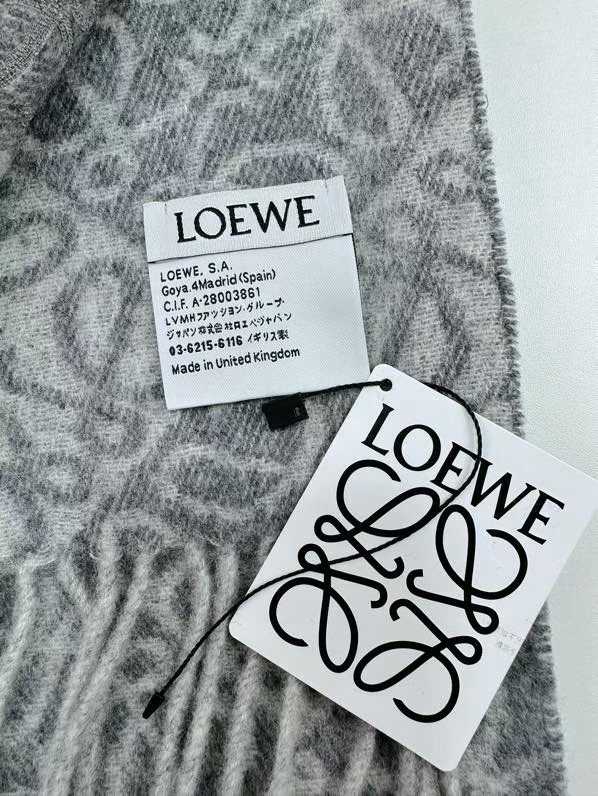 LOEWE
LOEWE, S.A.
Goya.4Madrid(Spain)
C.I.F. A-28003861
LVMHファッション・グループ・
ジャパン株式会社ロエベジャパン
03-6215-6116 イギリス製
Made in United Kingdom
LOEWE